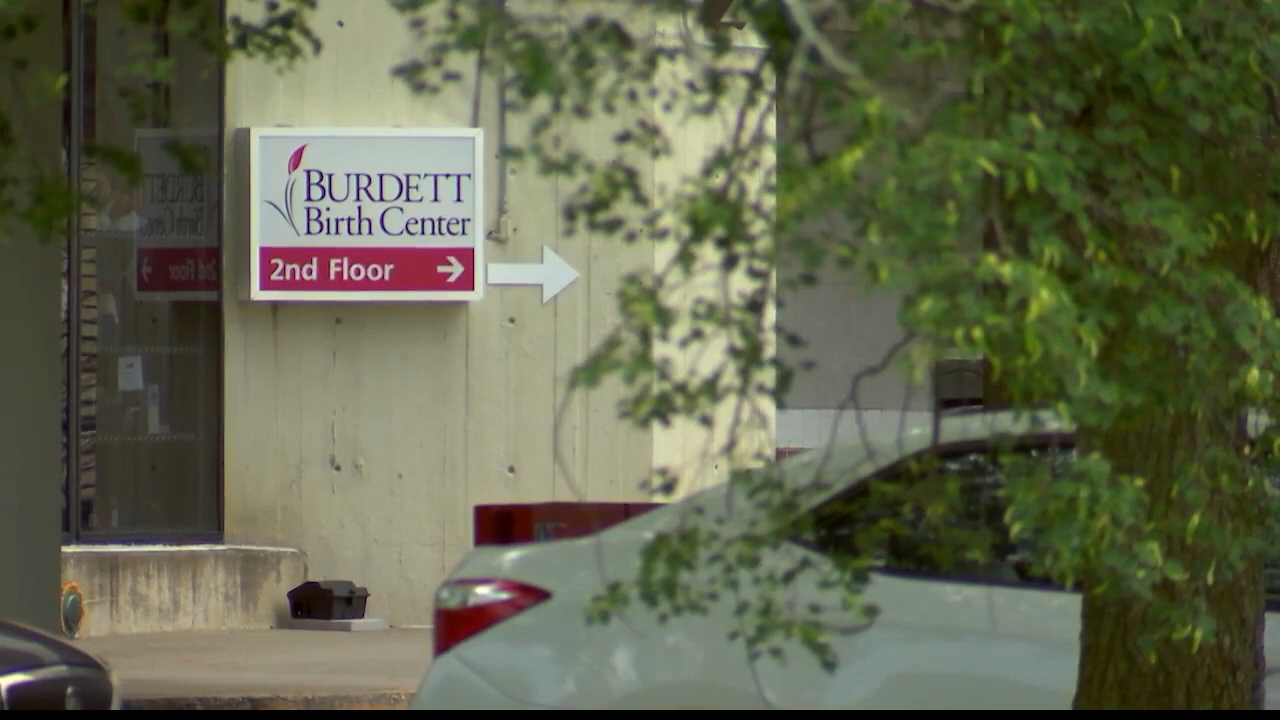 BURDETT
Birth Center
2nd Floor →